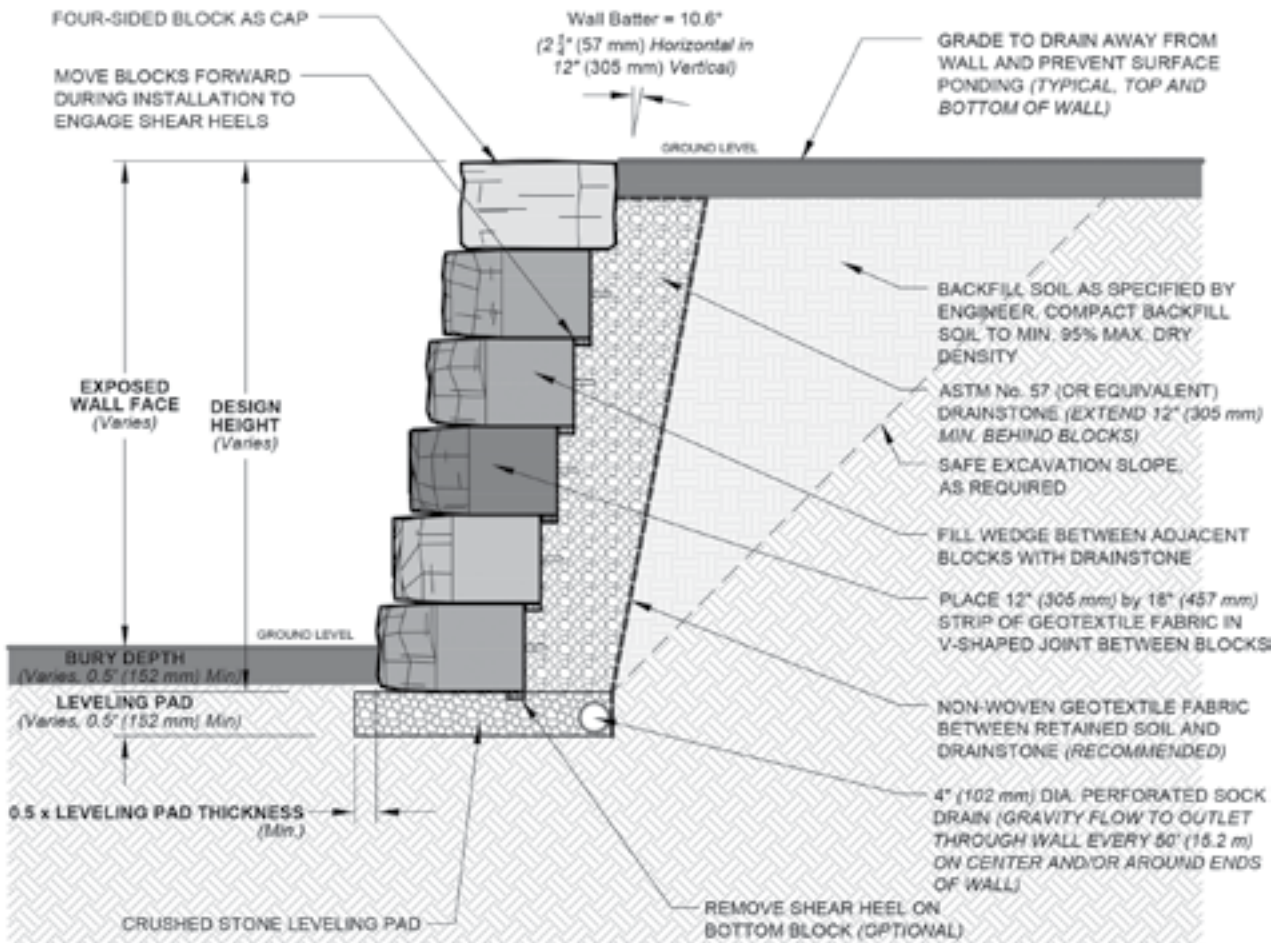 FOUR-SIDED BLOCK AS CAP
MOVE BLOCKS FORWARD
DURING INSTALLATION TO
ENGAGE SHEAR HEELS
Wall Batter = 10.6°
(2 1/4" (57 mm) Horizontal in
12" (305 mm) Vertical)
GRADE TO DRAIN AWAY FROM
WALL AND PREVENT SURFACE
PONDING (TYPICAL, TOP AND
BOTTOM OF WALL)
GROUND LEVEL
EXPOSED
WALL FACE
(Varies)
DESIGN
HEIGHT
(Varies)
BACKFILL SOIL AS SPECIFIED BY
ENGINEER, COMPACT BACKFILL
SOIL TO MIN. 95% MAX. DRY
DENSITY
ASTM No. 57 (OR EQUIVALENT)
DRAINSTONE (EXTEND 12" (305 mm)
MIN. BEHIND BLOCKS)
SAFE EXCAVATION SLOPE,
AS REQUIRED
FILL WEDGE BETWEEN ADJACENT
BLOCKS WITH DRAINSTONE
PLACE 12" (305 mm) by 18" (457 mm)
STRIP OF GEOTEXTILE FABRIC IN
V-SHAPED JOINT BETWEEN BLOCKS
GROUND LEVEL
BURY DEPTH
(Varies, 0.5' (152 mm) Min)
LEVELING PAD
(Varies, 0.5' (152 mm) Min)
NON-WOVEN GEOTEXTILE FABRIC
BETWEEN RETAINED SOIL AND
DRAINSTONE (RECOMMENDED)
0.5 x LEVELING PAD THICKNESS
(Min.)
4" (102 mm) DIA. PERFORATED SOCK
DRAIN (GRAVITY FLOW TO OUTLET
THROUGH WALL EVERY 50' (15.2 m)
ON CENTER AND/OR AROUND ENDS
OF WALL)
CRUSHED STONE LEVELING PAD
REMOVE SHEAR HEEL ON
BOTTOM BLOCK (OPTIONAL)